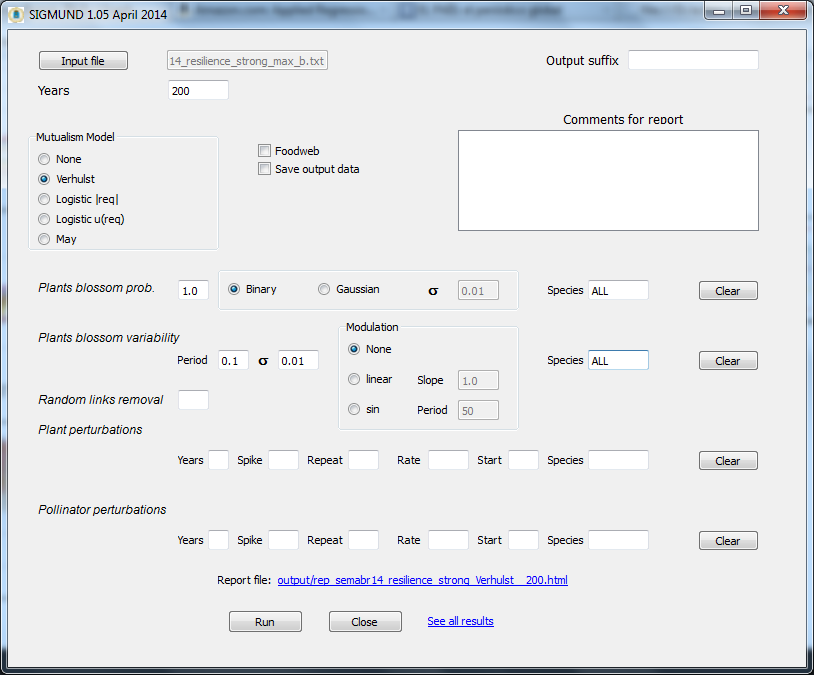 SIGMUND 1.05 April 2014
Input file 14_resilience_strong_max_b.txt Output suffix
Years 200
Comments for report
Mutualism Model
None
Verhulst
Logistic |req|
Logistic u(req)
May
Foodweb
Save output data
Plants blossom prob. 1.0 Binary Gaussian σ 0.01 Species ALL Clear
Plants blossom variability
Period 0.1 σ 0.01 Species ALL Clear
Modulation
None
linear Slope 1.0
sin Period 50
Random links removal
Plant perturbations
Years Spike Repeat Rate Start Species Clear
Pollinator perturbations
Years Spike Repeat Rate Start Species Clear
Report file: output/rep_semabr14_resilience_strong_Verhulst__200.html
Run Close See all results